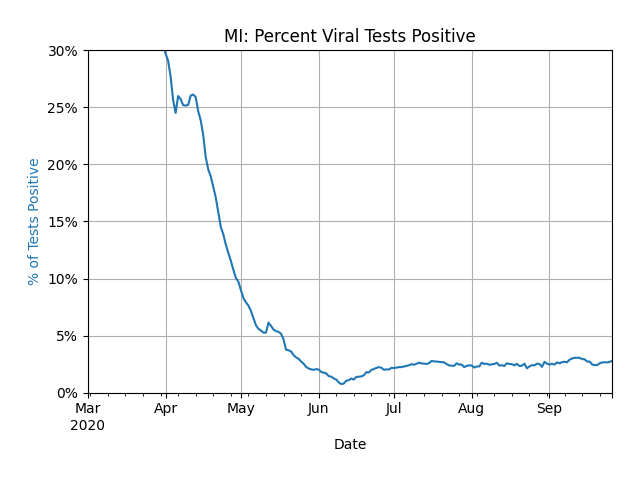 MI: Percent Viral Tests Positive
30%
25%
20%
15%
10%
5%
0%
% of Tests Positive
Mar
2020
Apr
May
Jun
Jul
Aug
Sep
Date